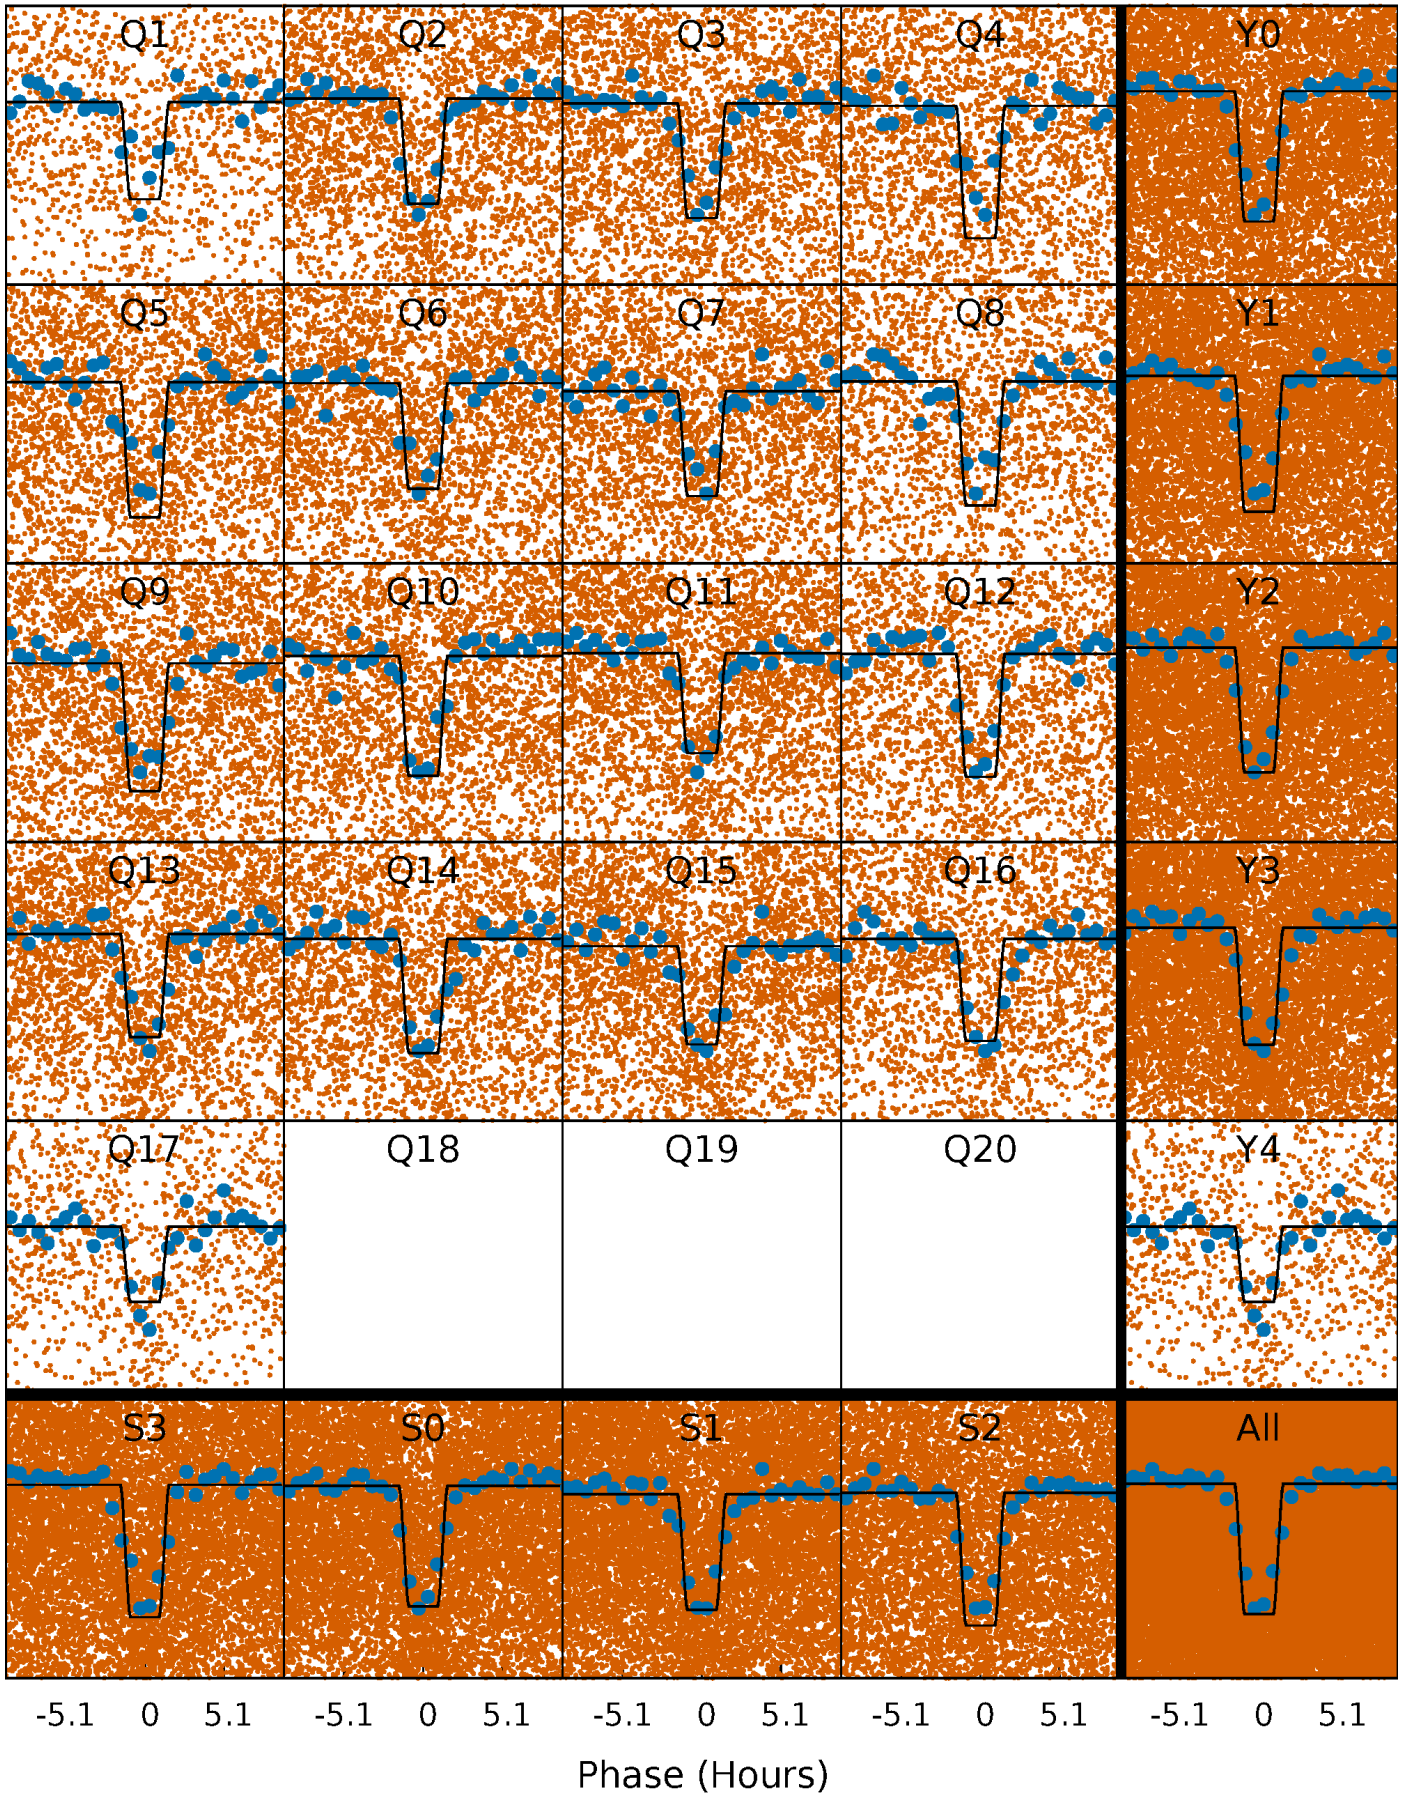 Q1 Q2 Q3 Q4 Y0
Q5 Q6 Q7 Q8 Y1
Q9 Q10 Q11 Q12 Y2
Q13 Q14 Q15 Q16 Y3
Q17 Q18 Q19 Q20 Y4
S3 S0 S1 S2 All
-5.1 0 5.1 -5.1 0 5.1 -5.1 0 5.1 -5.1 0 5.1 -5.1 0 5.1
Phase (Hours)